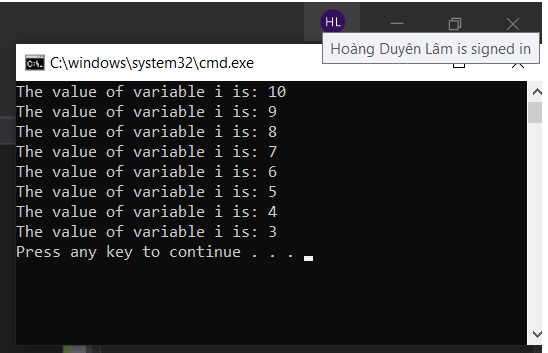 HL
Hoàng Duyên Lâm is signed in
C:\windows\system32\cmd.exe
The value of variable i is: 10
The value of variable i is: 9
The value of variable i is: 8
The value of variable i is: 7
The value of variable i is: 6
The value of variable i is: 5
The value of variable i is: 4
The value of variable i is: 3
Press any key to continue . . .